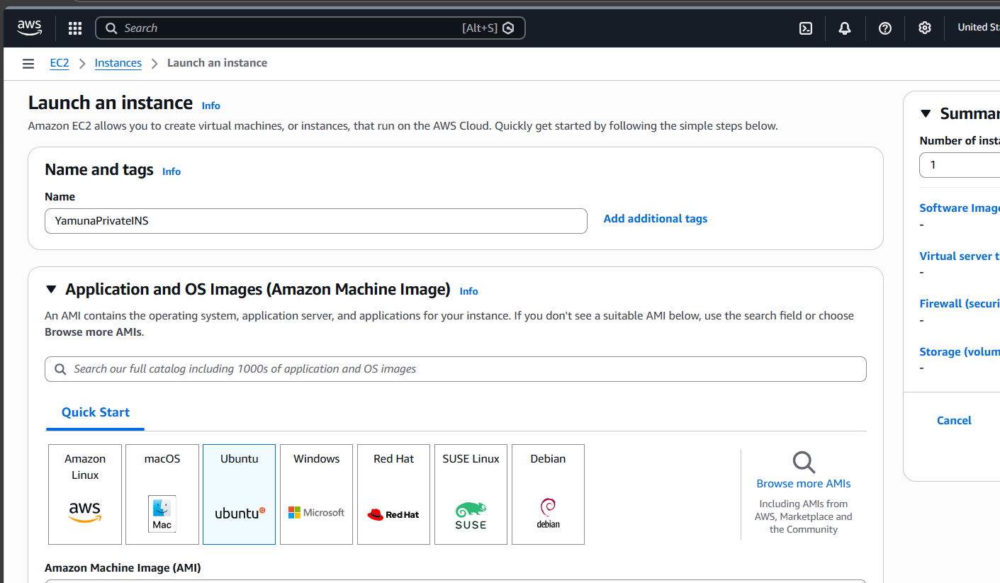 aws
Search [Alt+S]
United St
EC2 Instances Launch an instance
Launch an instance Info
Amazon EC2 allows you to create virtual machines, or instances, that run on the AWS Cloud. Quickly get started by following the simple steps below.
Name and tags Info
Name
YamunaPrivateINS
Add additional tags
Application and OS Images (Amazon Machine Image) Info
An AMI contains the operating system, application server, and applications for your instance. If you don't see a suitable AMI below, use the search field or choose
Browse more AMIs.
Search our full catalog including 1000s of application and OS images
Quick Start
Amazon
Linux
aws
macOS
Mac
Ubuntu
ubuntu
Windows
Microsoft
Red Hat
Red Hat
SUSE Linux
SUSE
Debian
debian
Browse more AMIs
Including AMIs from
AWS, Marketplace and
the Community
Amazon Machine Image (AMI)
Summar
Number of insta
1
Software Image
-
Virtual server t
-
Firewall (securi
-
Storage (volum
-
Cancel